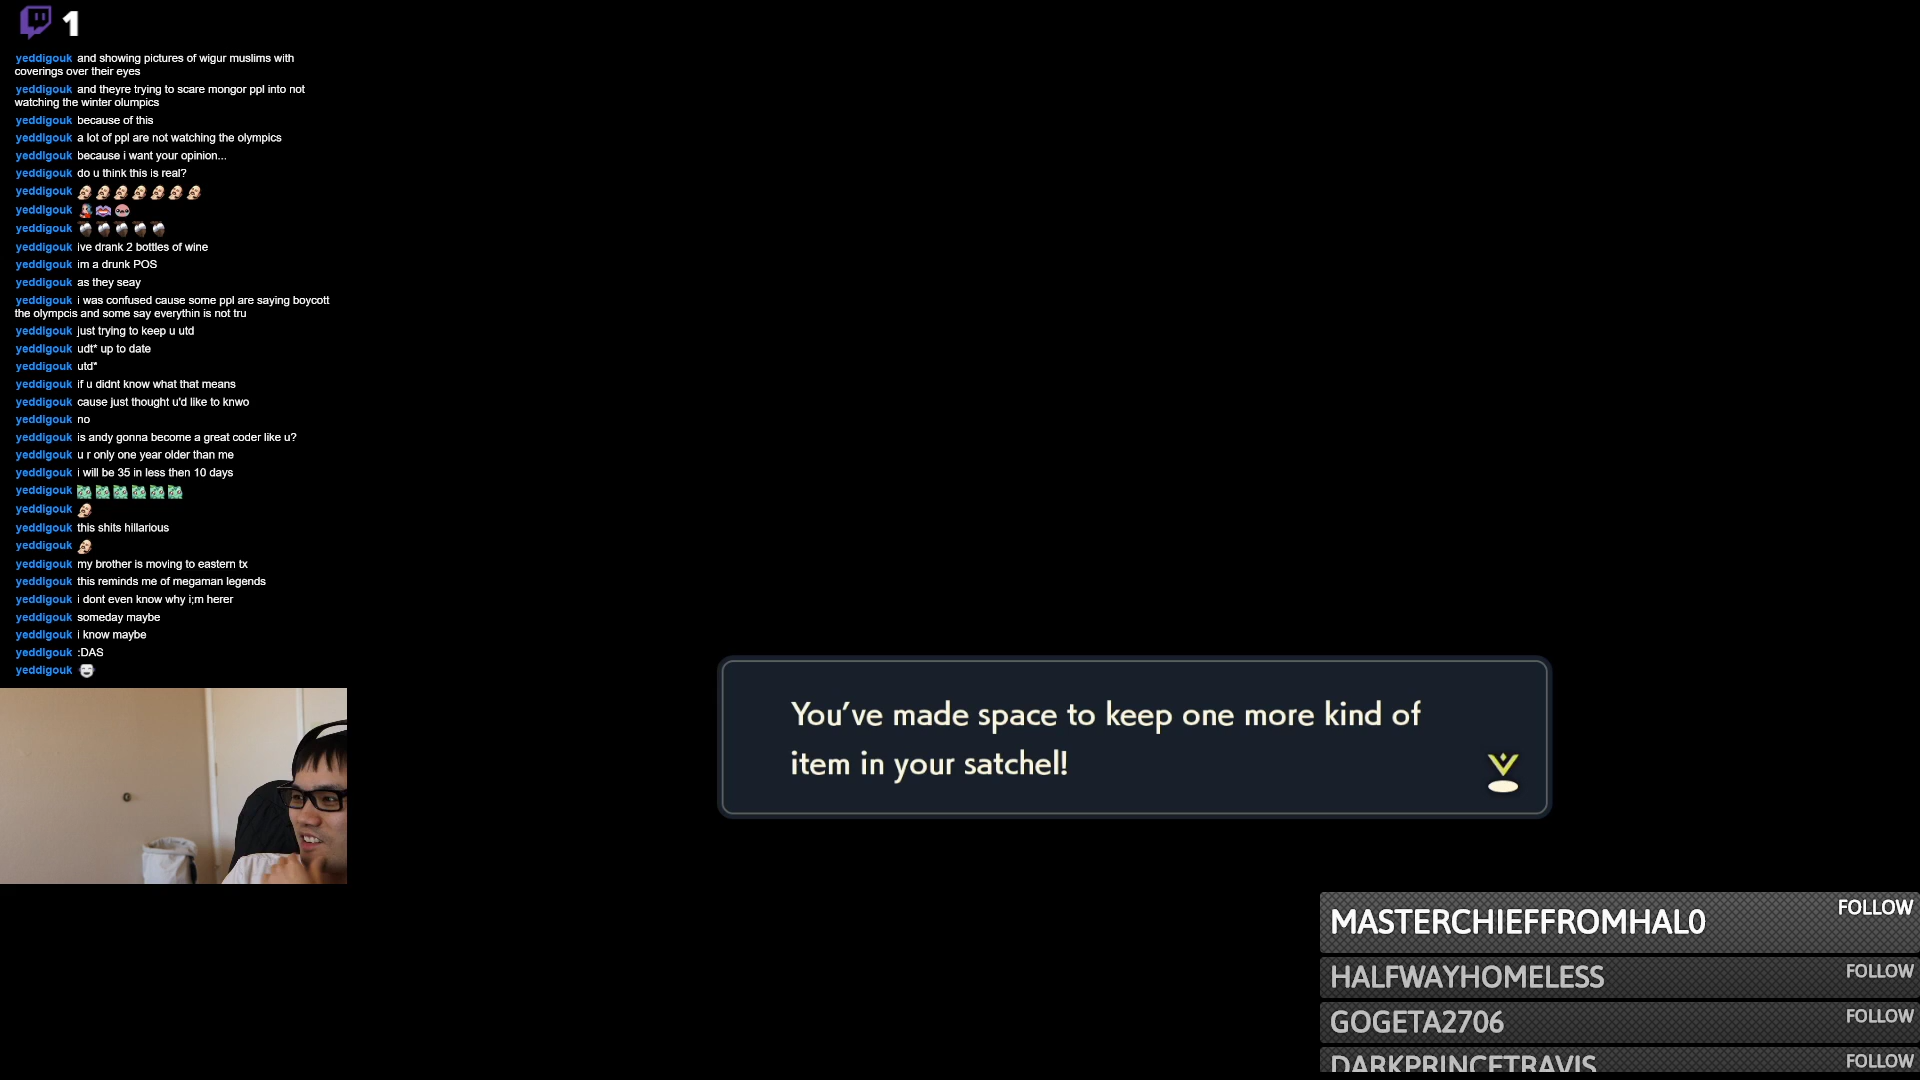 1
yeddigouk and showing pictures of wigur muslims with
coverings over their eyes
yeddigouk and theyre trying to scare mongor ppl into not
watching the winter olumpics
yeddigouk because of this
yeddigouk a lot of ppl are not watching the olympics
yeddigouk because i want your opinion...
yeddigouk do u think this is real?
yeddigouk
yeddigouk
yeddigouk
yeddigouk ive drank 2 bottles of wine
yeddigouk im a drunk POS
yeddigouk as they seay
yeddigouk i was confused cause some ppl are saying boycott
the olympcis and some say everythin is not tru
yeddigouk just trying to keep u utd
yeddigouk udt* up to date
yeddigouk utd*
yeddigouk if u didnt know what that means
yeddigouk cause just thought u'd like to knwo
yeddigouk no
yeddigouk is andy gonna become a great coder like u?
yeddigouk u r only one year older than me
yeddigouk i will be 35 in less then 10 days
yeddigouk
yeddigouk
yeddigouk this shits hillarious
yeddigouk
yeddigouk my brother is moving to eastern tx
yeddigouk this reminds me of megaman legends
yeddigouk i dont even know why i;m herer
yeddigouk someday maybe
yeddigouk i know maybe
yeddigouk :DAS
yeddigouk
You've made space to keep one more kind of
item in your satchel!
MASTERCHIEFFROMHAL0 FOLLOW
HALFWAYHOMELESS FOLLOW
GOGETA2706 FOLLOW
DARKPRINCETRAVIS FOLLOW